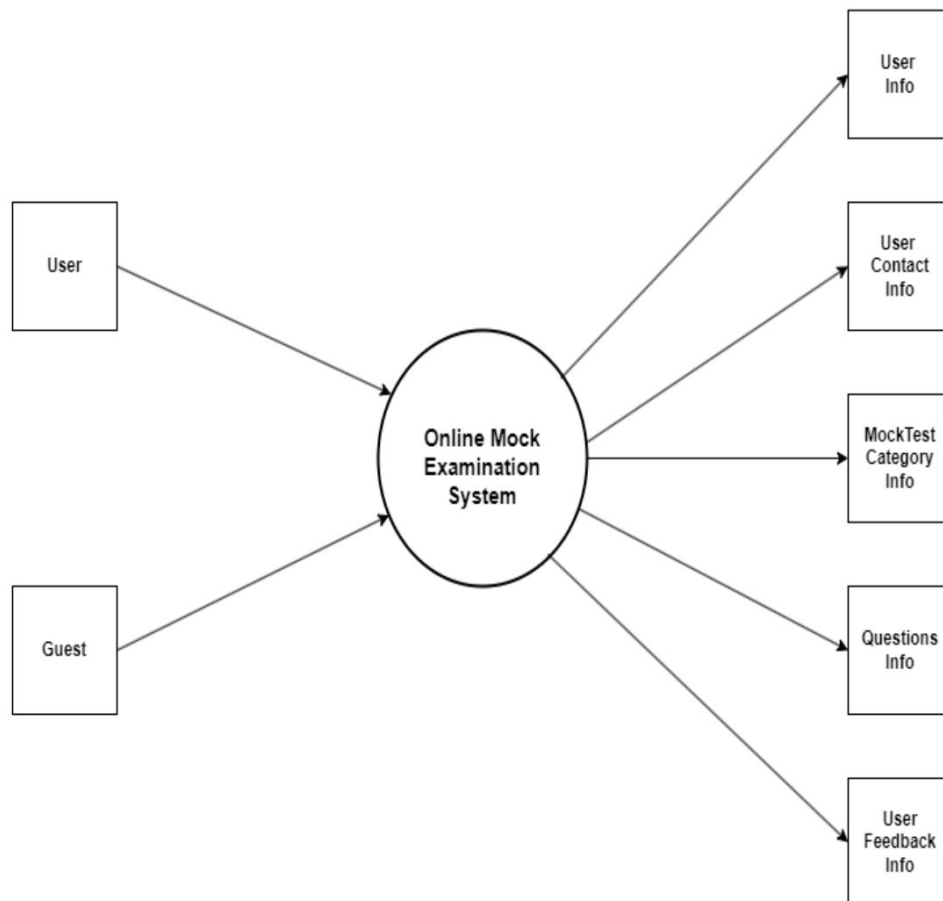 User
Info
User
User
Contact
Info
Online Mock
Examination
System
MockTest
Category
Info
Guest
Questions
Info
User
Feedback
Info